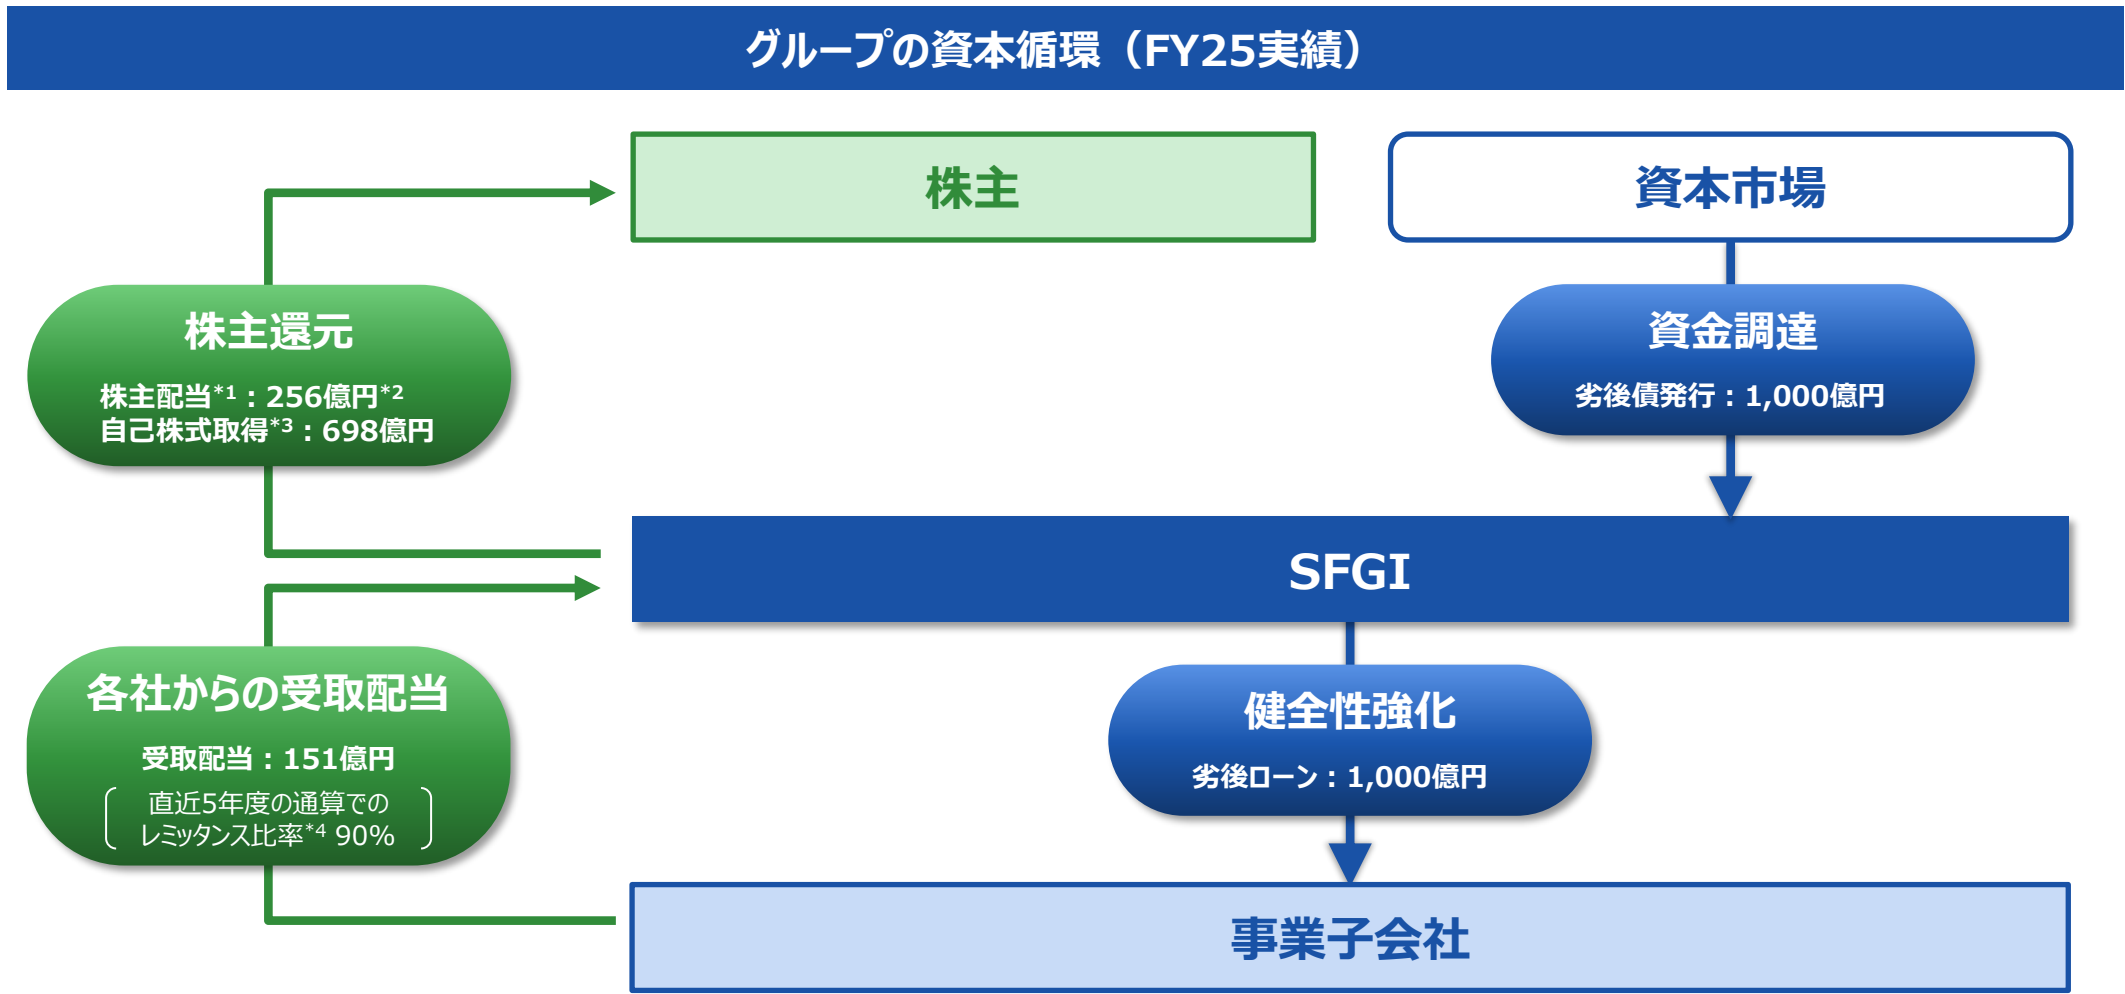 グループの資本循環（FY25実績）
株主
資本市場
株主還元
株主配当*1：256億円*2
自己株式取得*3：698億円
資金調達
劣後債発行：1,000億円
SFGI
各社からの受取配当
受取配当：151億円
直近5年度の通算での
レミッタンス比率*4 90%
健全性強化
劣後ローン：1,000億円
事業子会社